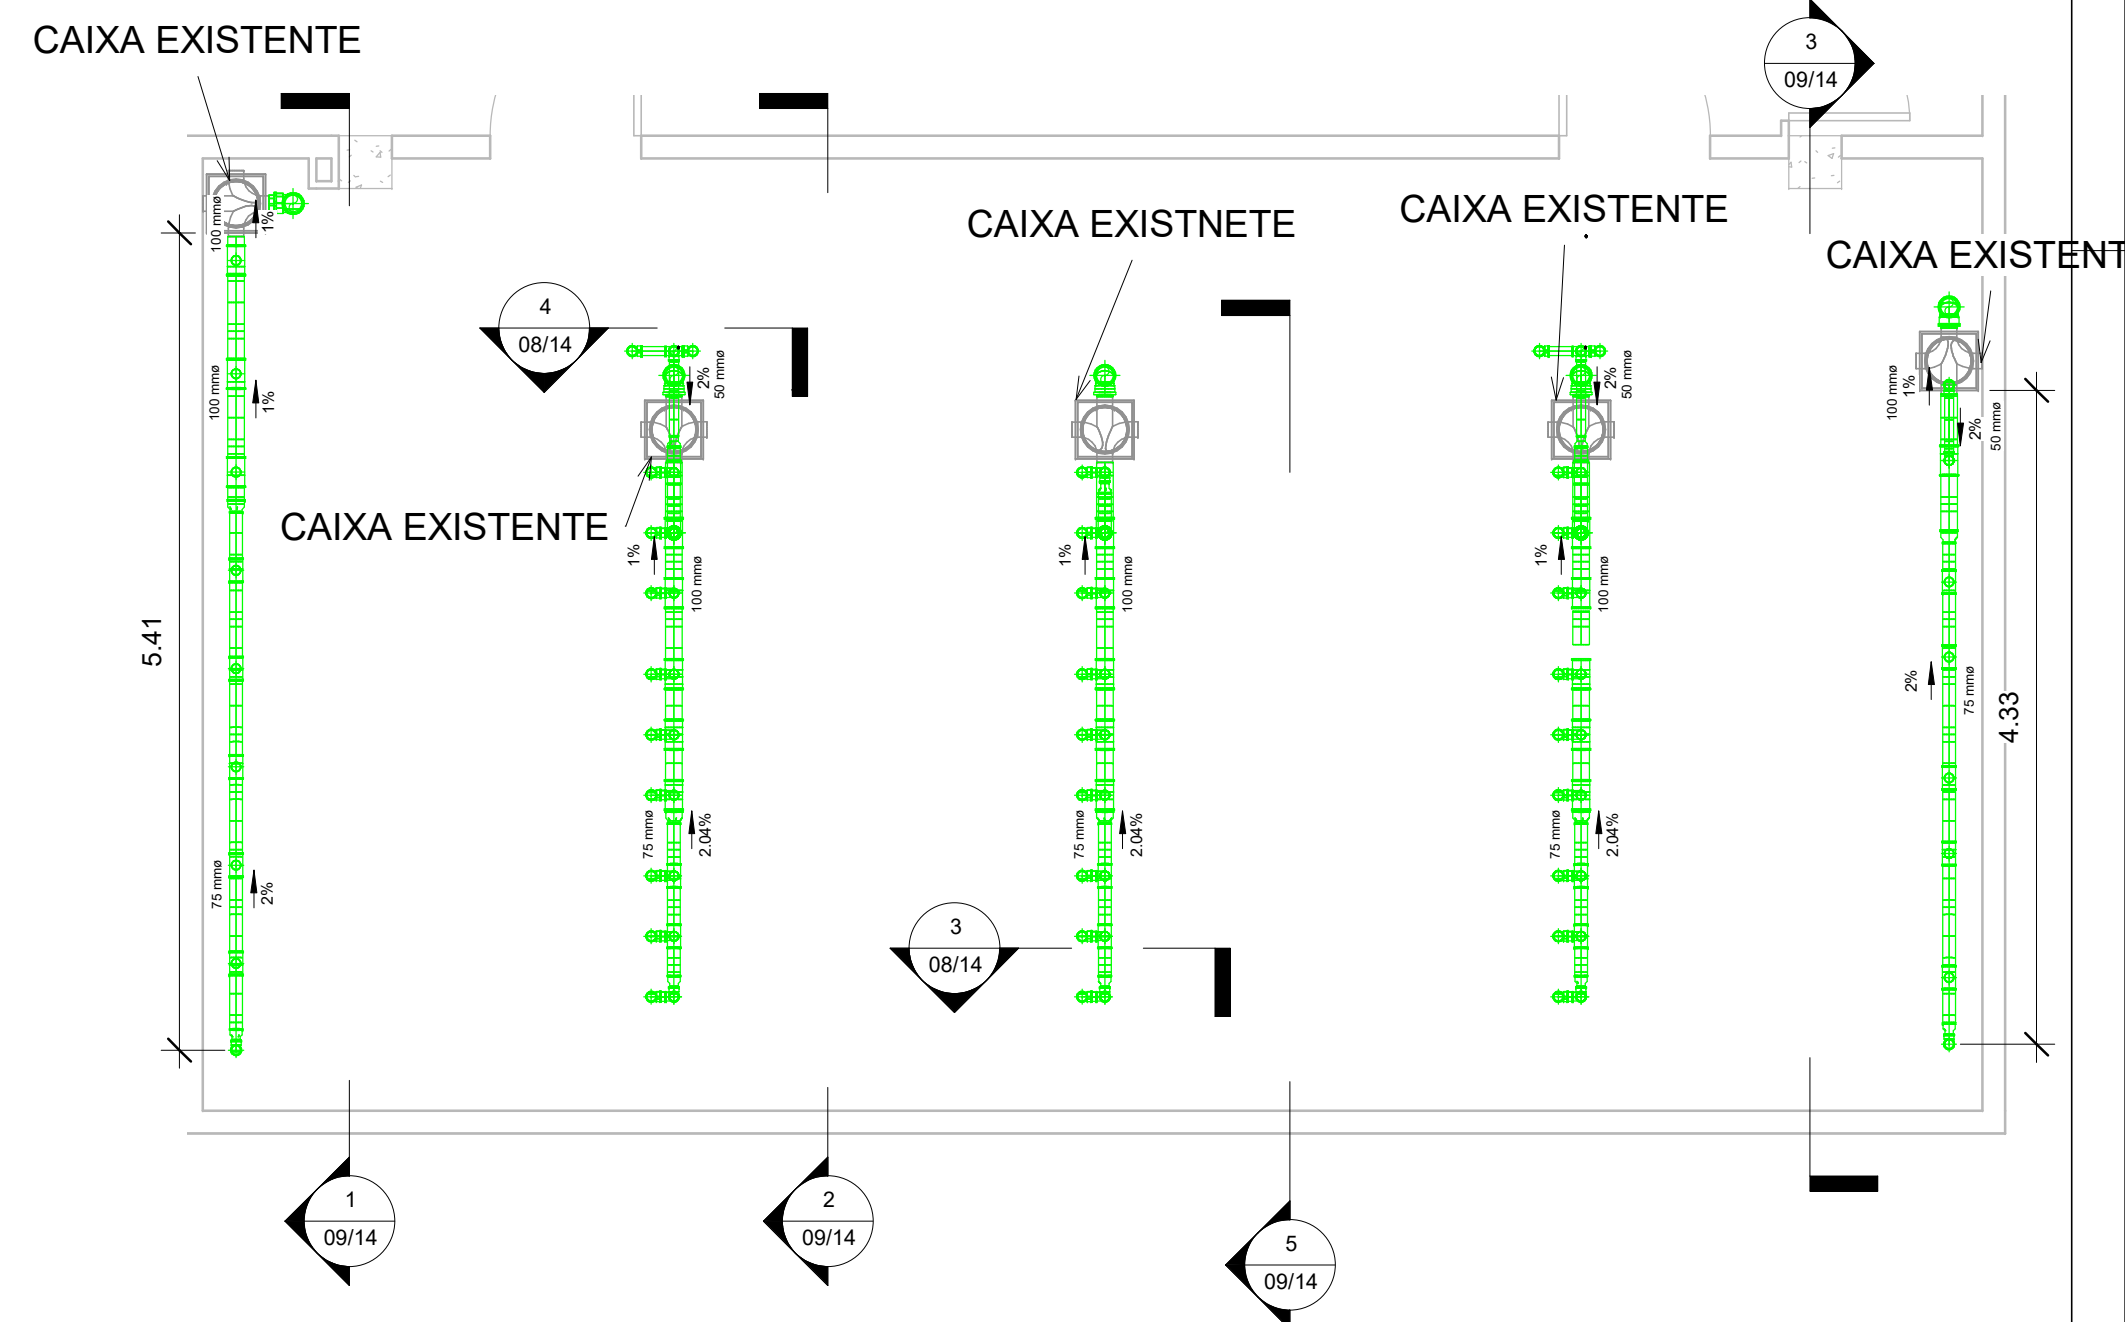 CAIXA EXISTENTE
3
09/14
CAIXA EXISTNETE
CAIXA EXISTENTE
CAIXA EXISTENT
100 mmø
1%
4
08/14
2%
50 mmø
2%
50 mmø
100 mmø
1%
100 mmø
1%
2%
50 mmø
CAIXA EXISTENTE
1%
100 mmø
1%
100 mmø
1%
100 mmø
5.41
2%
75 mmø
4.33
75 mmø
2.04%
75 mmø
2.04%
75 mmø
2.04%
75 mmø
2%
3
08/14
1
09/14
2
09/14
5
09/14